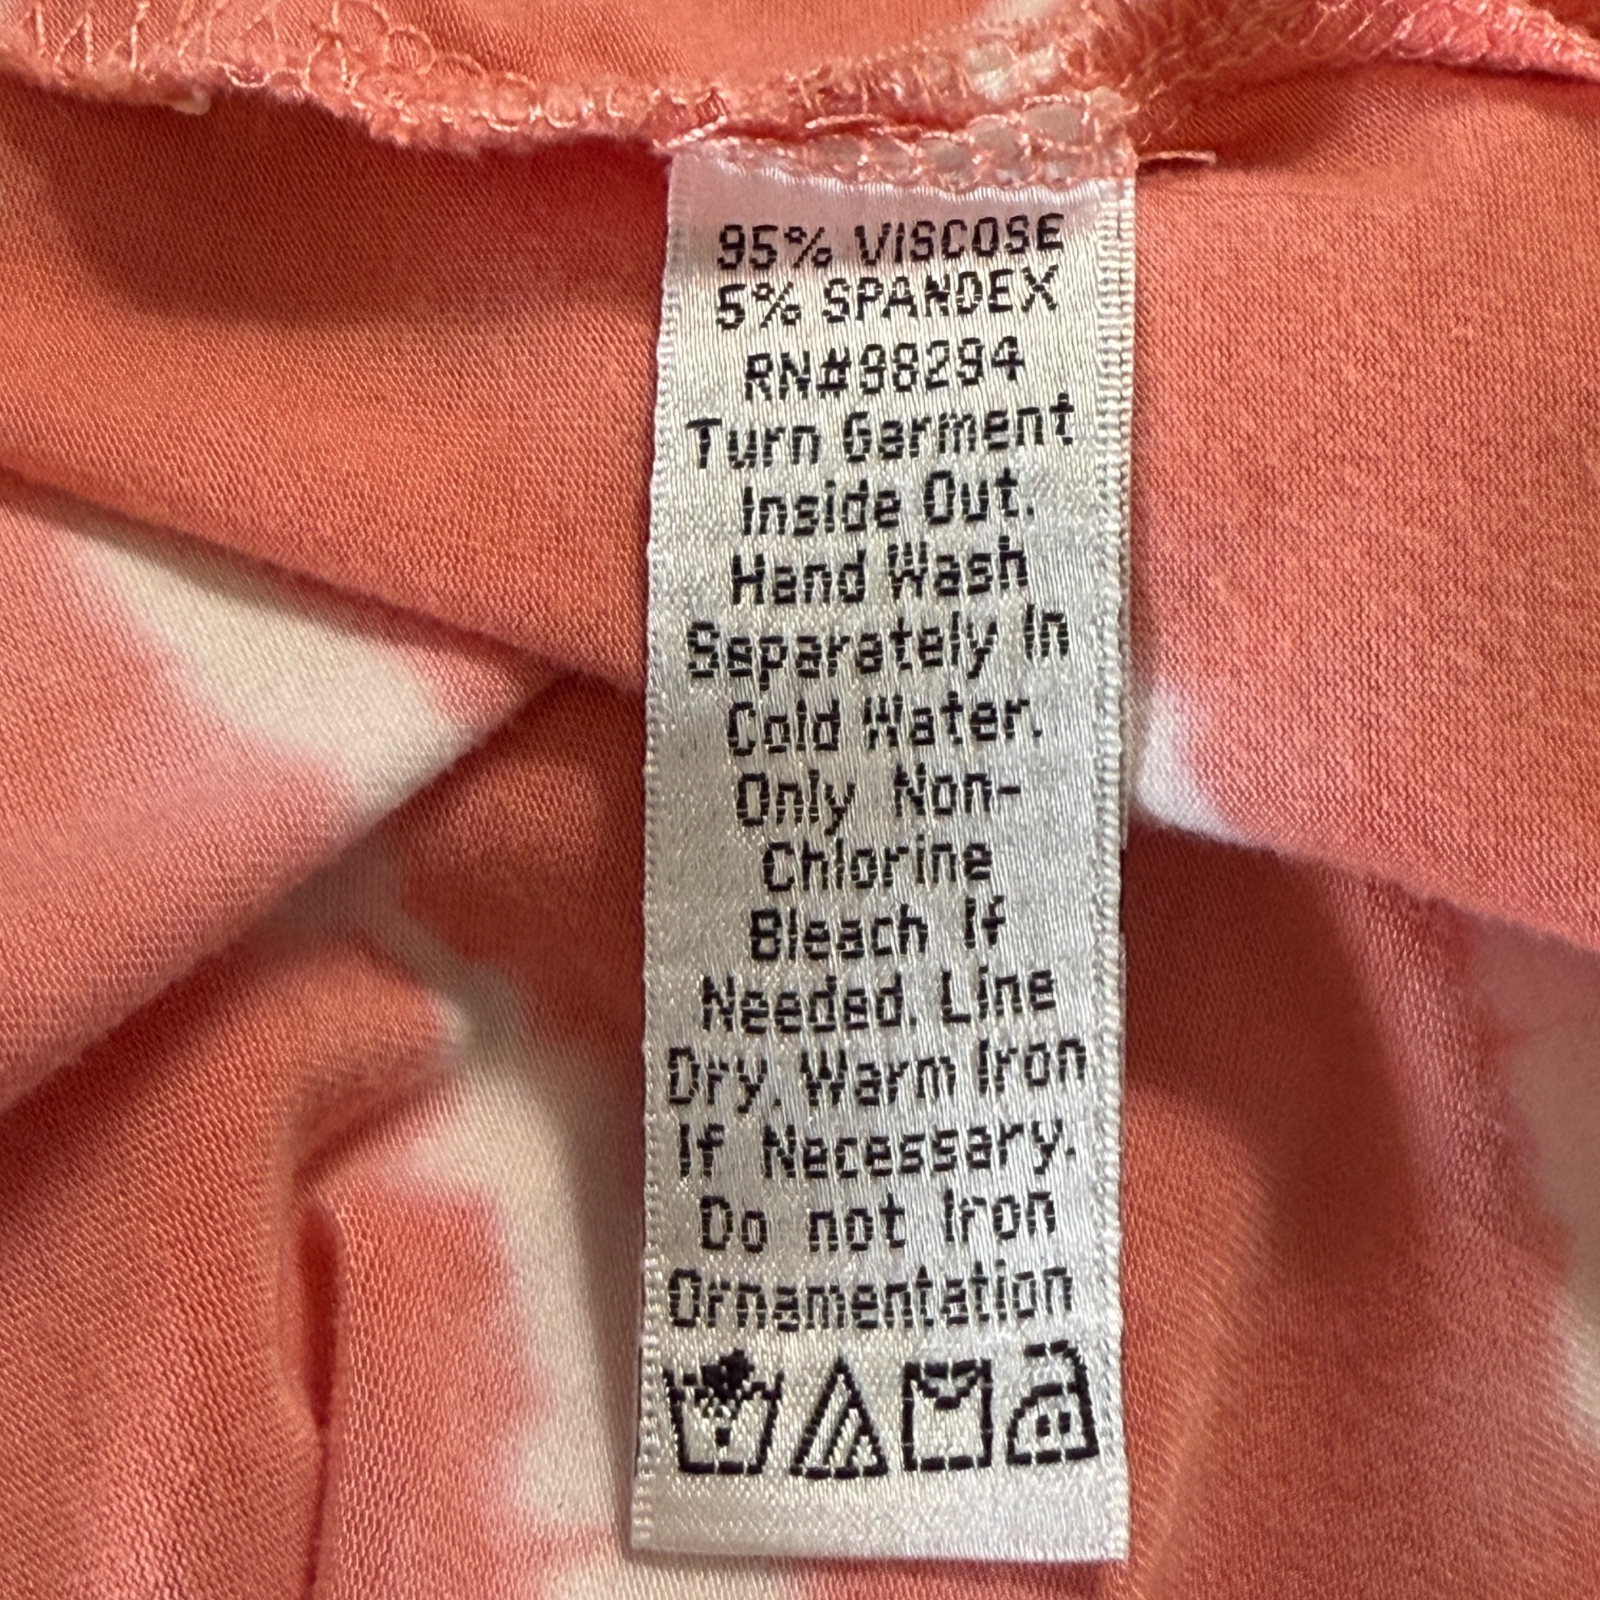 95% VISCOSE
5% SPANDEX
RN#98294
Turn Garment
Inside Out.
Hand Wash
Separately In
Cold Water.
Only Non-
Chlorine
Bleach If
Needed. Line
Dry. Warm Iron
If Necessary.
Do not Iron
Ornamentation